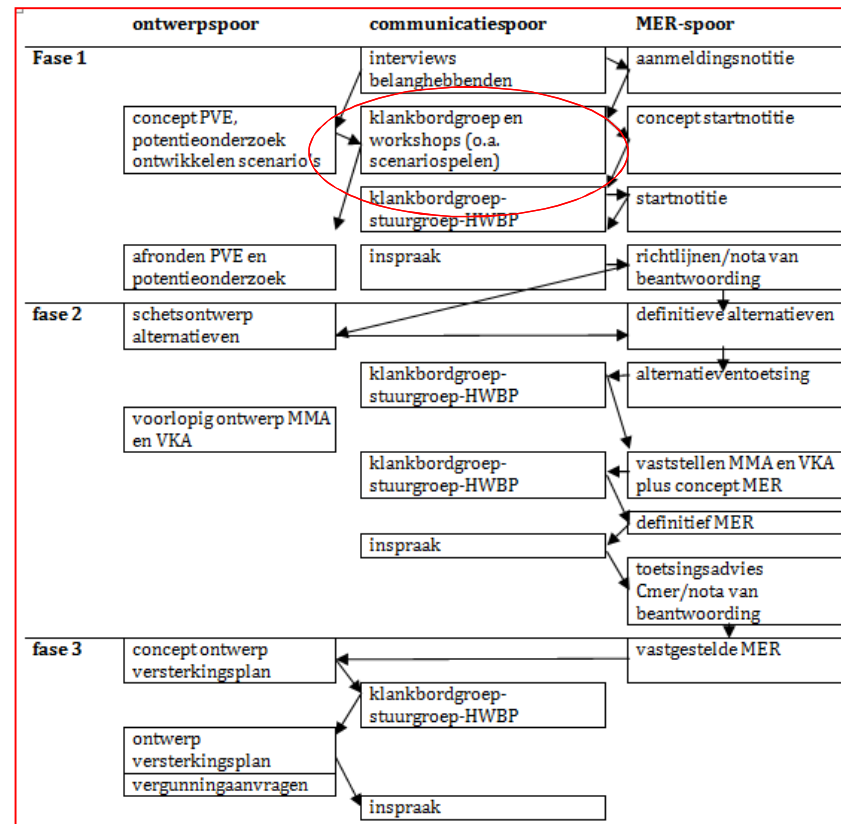 ontwerpspoor communicatiespoor MER-spoor
Fase 1
interviews
belanghebbenden
aanmeldingsnotitie
concept PVE,
potentieonderzoek
ontwikkelen scenario's
klankbordgroep en
workshops (o.a.
scenariospelen)
concept startnotitie
klankbordgroep-
stuurgroep-HWBP
startnotitie
afronden PVE en
potentieonderzoek
inspraak
richtlijnen/nota van
beantwoording
fase 2
schetsontwerp
alternatieven
definitieve alternatieven
klankbordgroep-
stuurgroep-HWBP
alternatieventoetsing
voorlopig ontwerp MMA
en VKA
klankbordgroep-
stuurgroep-HWBP
vaststellen MMA en VKA
plus concept MER
definitief MER
inspraak
toetsingsadvies
Cmer/nota van
beantwoording
fase 3
concept ontwerp
versterkingsplan
vastgestelde MER
klankbordgroep-
stuurgroep-HWBP
ontwerp
versterkingsplan
vergunningaanvragen
inspraak